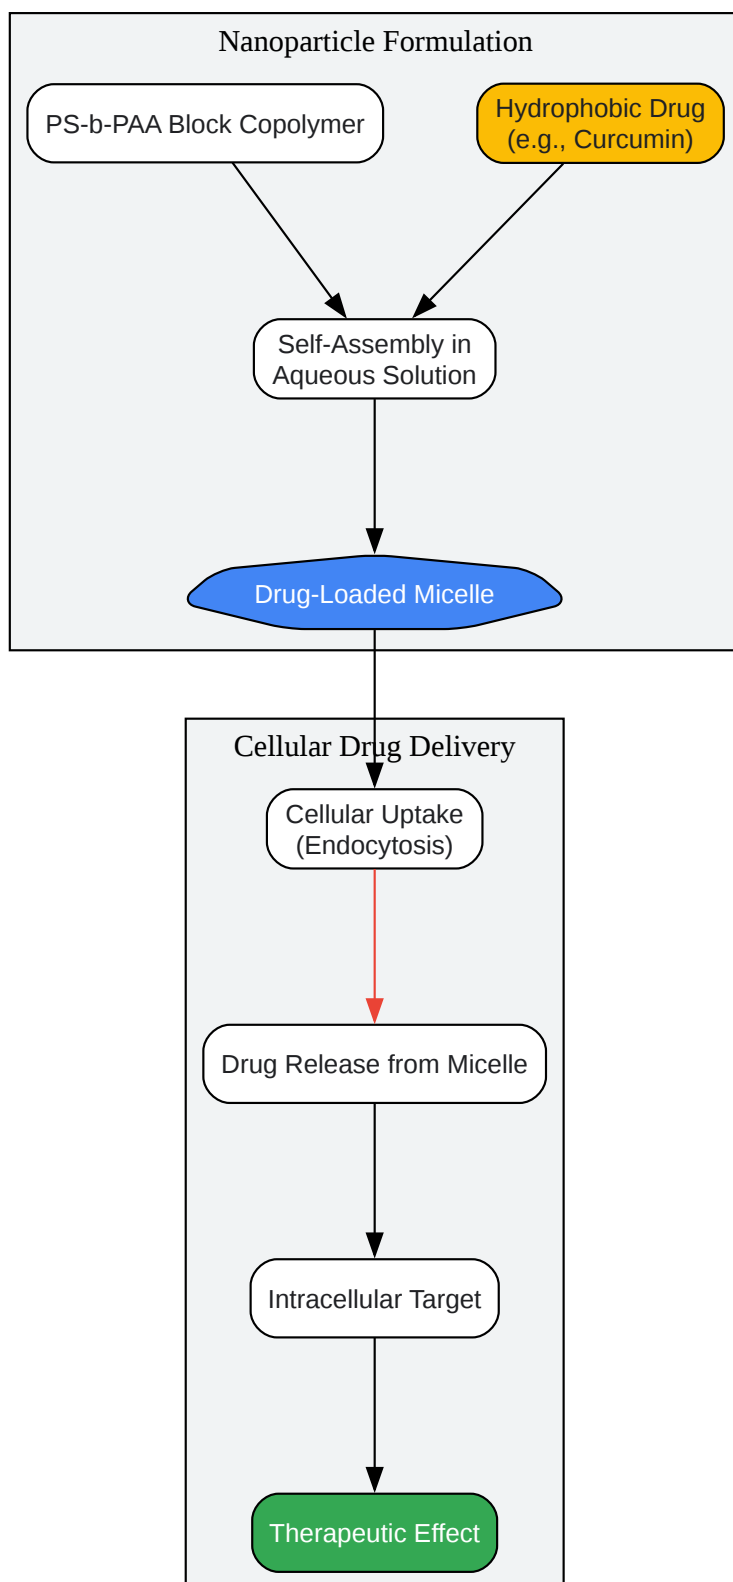 Nanoparticle Formulation
PS-b-PAA Block Copolymer
Hydrophobic Drug
(e.g., Curcumin)
Self-Assembly in
Aqueous Solution
Drug-Loaded Micelle
Cellular Drug Delivery
Cellular Uptake
(Endocytosis)
Drug Release from Micelle
Intracellular Target
Therapeutic Effect